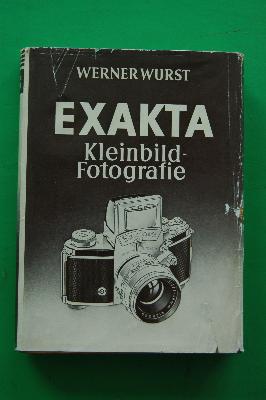 WERNER WURST
EXAKTA
Kleinbild-
Fotografie